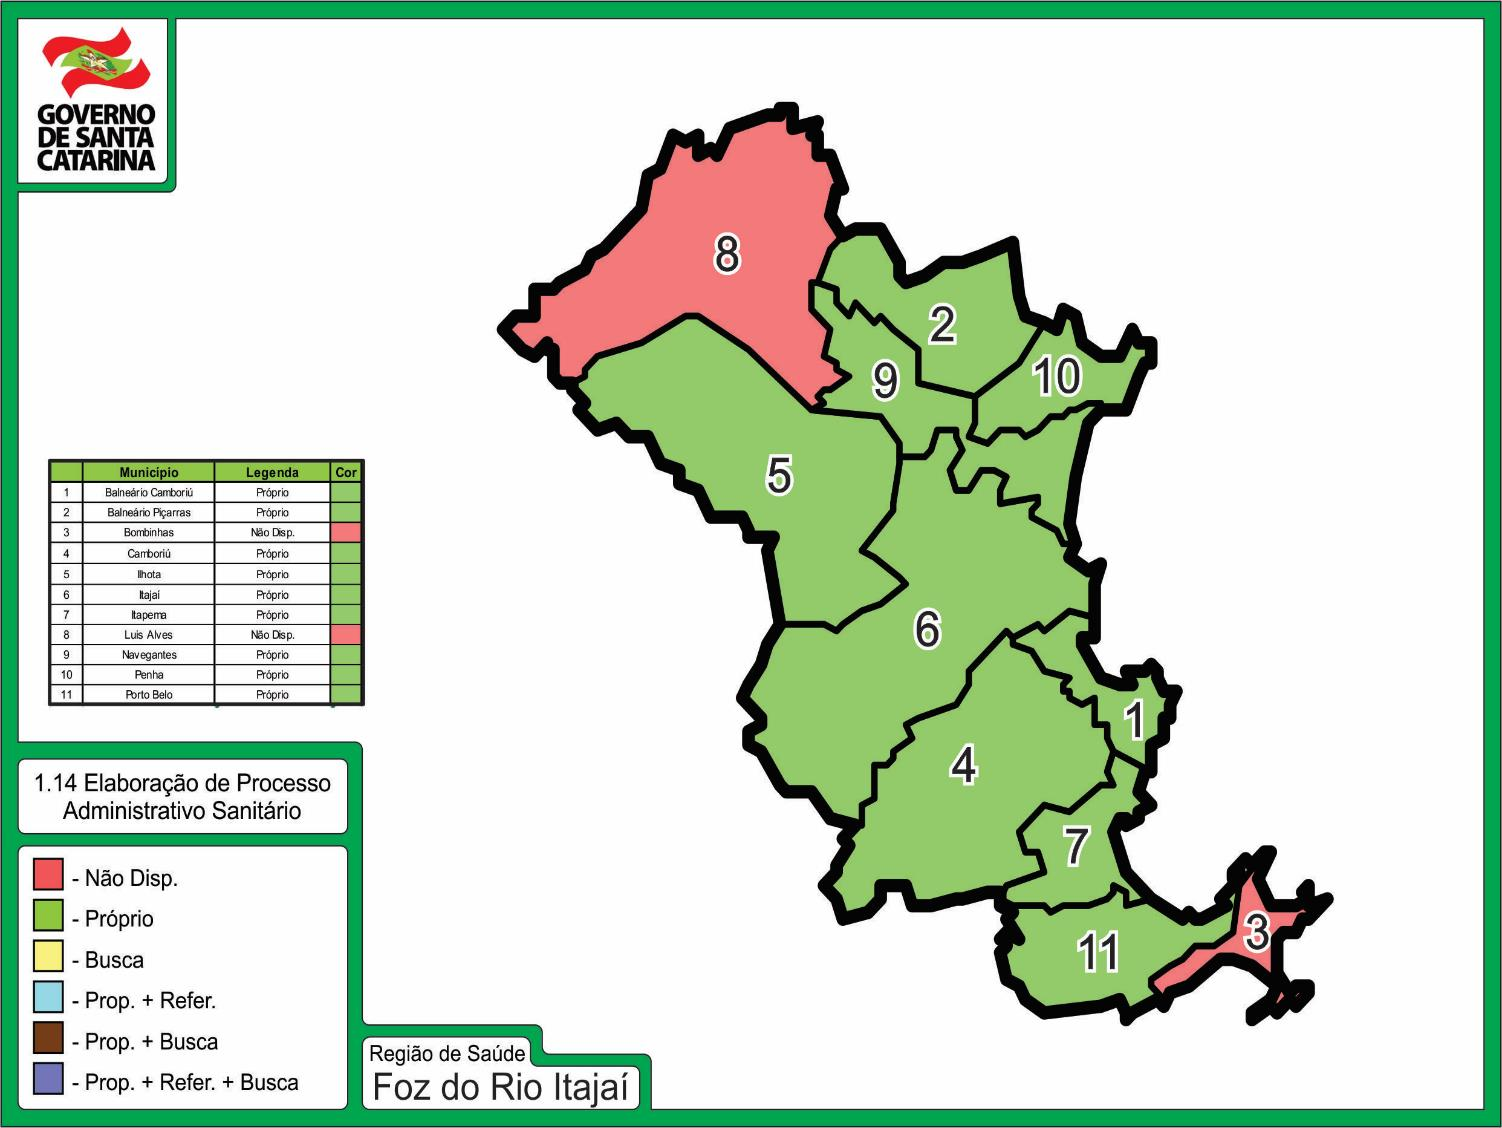 GOVERNO
DE SANTA
CATARINA
Município Legenda Cor
1 Balneário Camboriú Próprio
2 Balneário Piçarras Próprio
3 Bombinhas Não Disp.
4 Camboriú Próprio
5 Ilhota Próprio
6 Itajaí Próprio
7 Itapema Próprio
8 Luis Alves Não Disp.
9 Navegantes Próprio
10 Penha Próprio
11 Porto Belo Próprio
8
2
10
9
5
6
1
4
7
3
11
1.14 Elaboração de Processo
Administrativo Sanitário
- Não Disp.
- Próprio
- Busca
- Prop. + Refer.
- Prop. + Busca
- Prop. + Refer. + Busca
Região de Saúde
Foz do Rio Itajaí